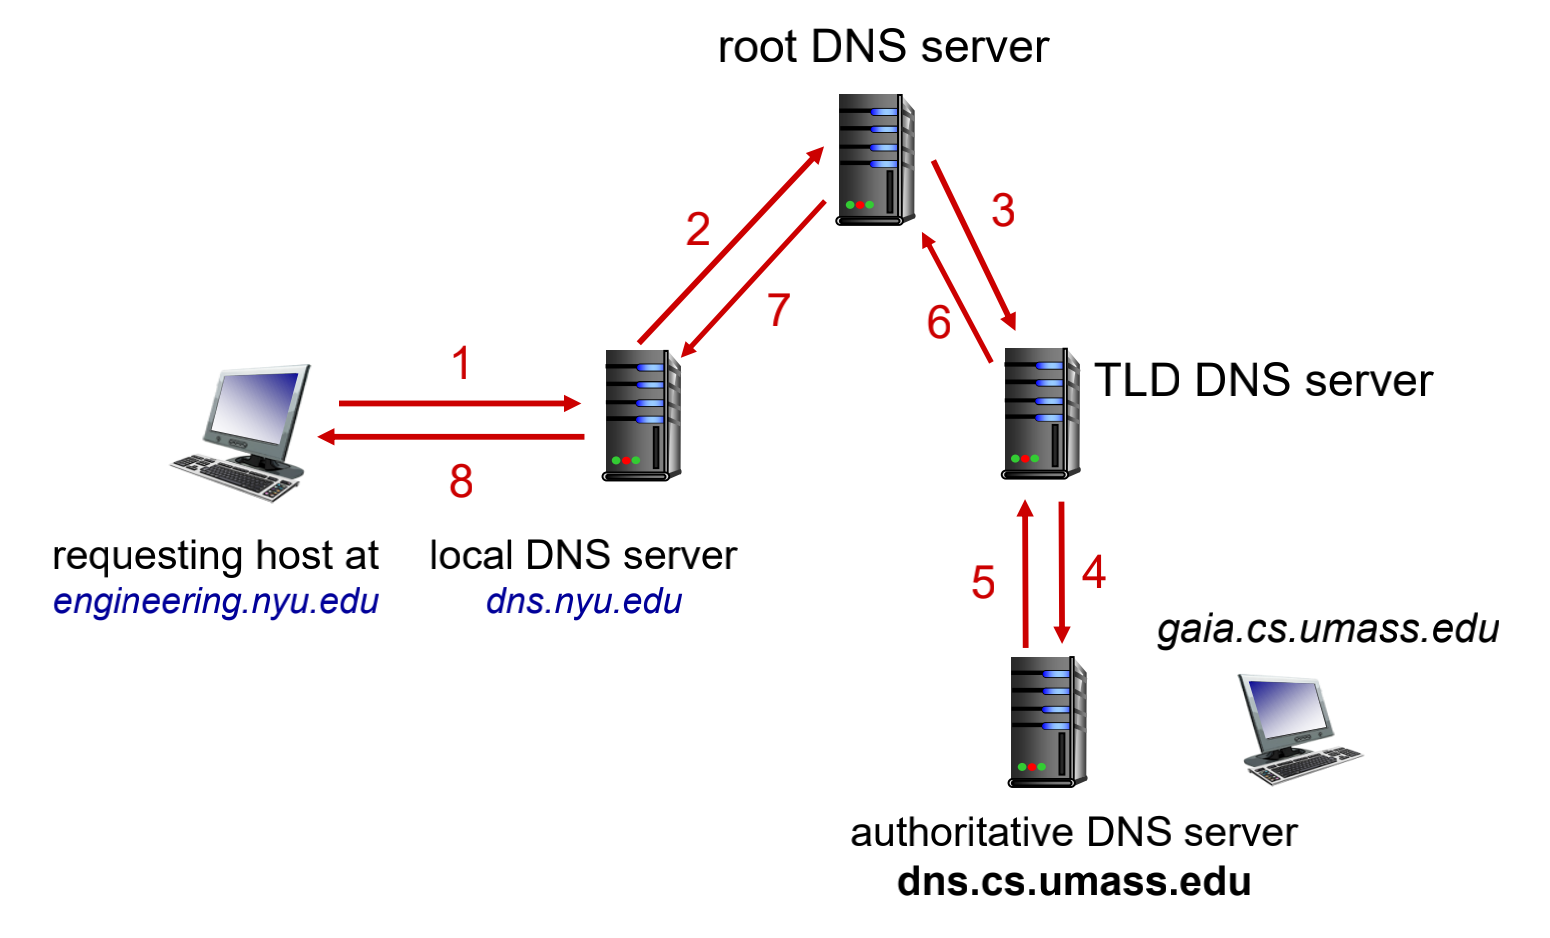 root DNS server
2
3
7
6
1
TLD DNS server
8
requesting host at
engineering.nyu.edu
local DNS server
dns.nyu.edu
5
4
gaia.cs.umass.edu
authoritative DNS server
dns.cs.umass.edu